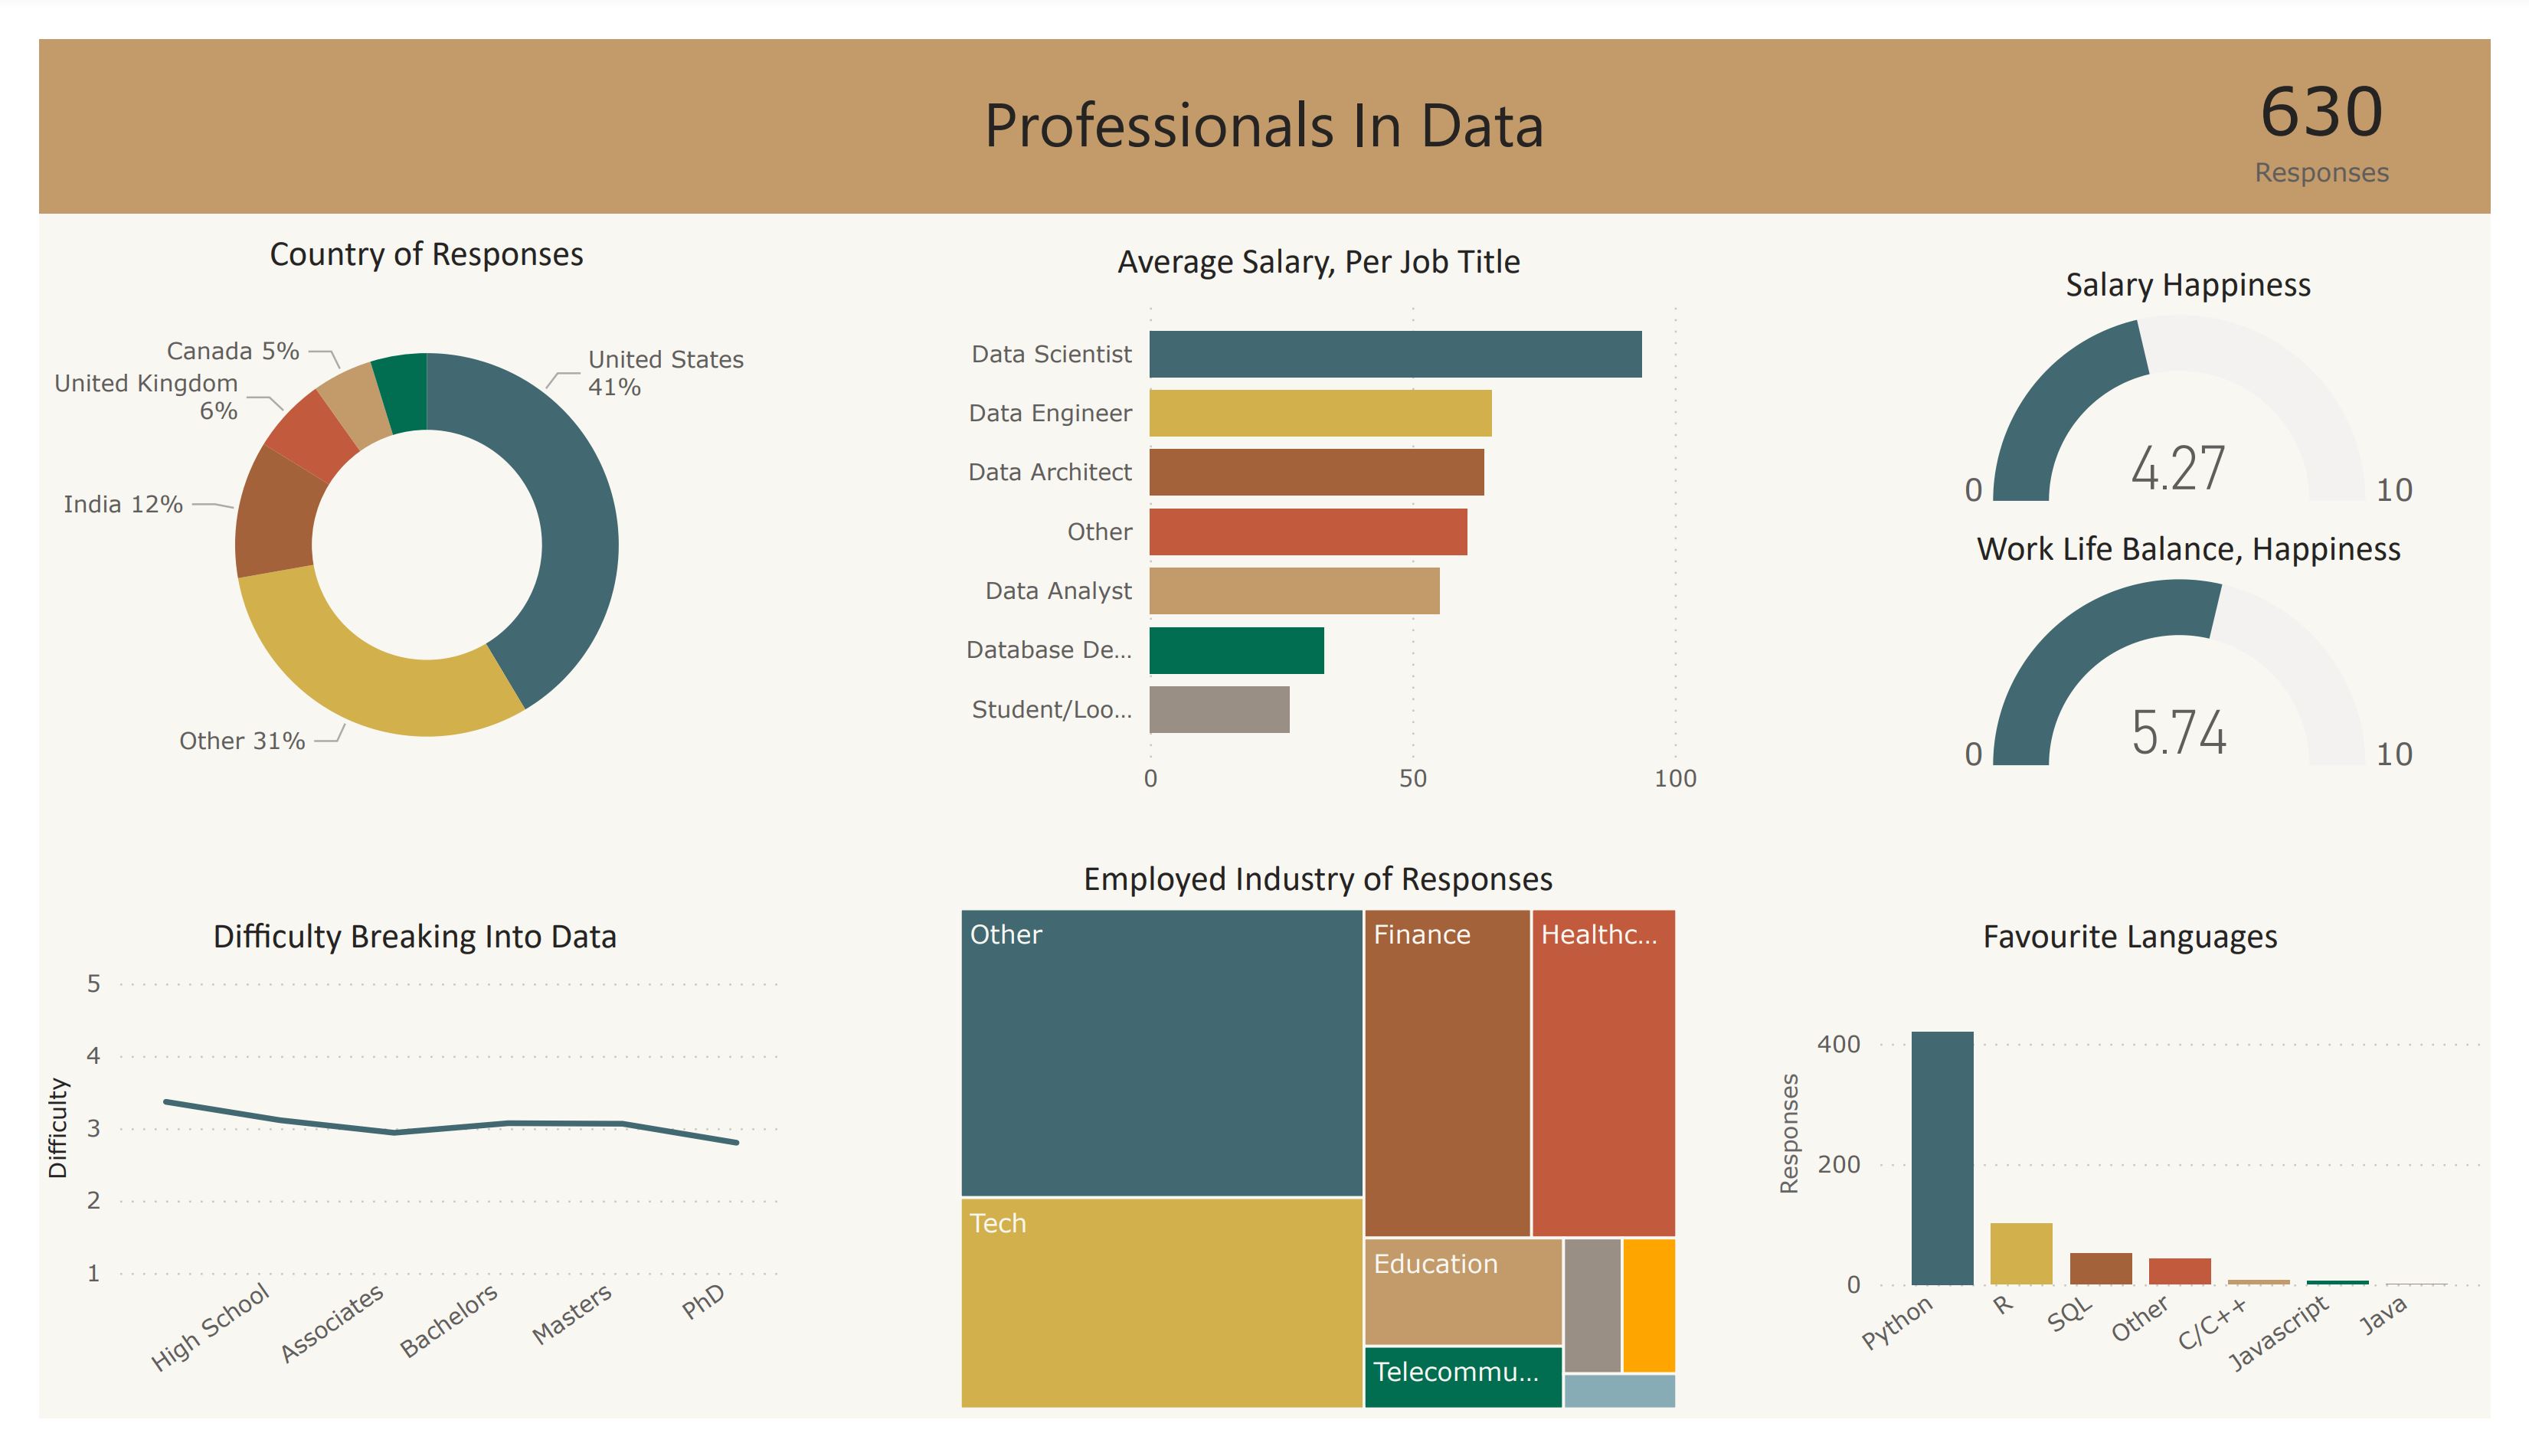 Professionals In Data
630
Responses
Country of Responses
Canada 5%
United Kingdom
6%
United States
41%
India 12%
Other 31%
Average Salary, Per Job Title
Data Scientist
Data Engineer
Data Architect
Other
Data Analyst
Database De...
Student/Loo...
0 50 100
Salary Happiness
4.27
0 10
Work Life Balance, Happiness
5.74
0 10
Difficulty Breaking Into Data
5
4
3
2
1
Difficulty
High School Associates Bachelors Masters PhD
Employed Industry of Responses
Other
Finance
Healthc...
Tech
Education
Telecommu...
Favourite Languages
400
200
0
Responses
Python R SQL Other C/C++ Javascript Java